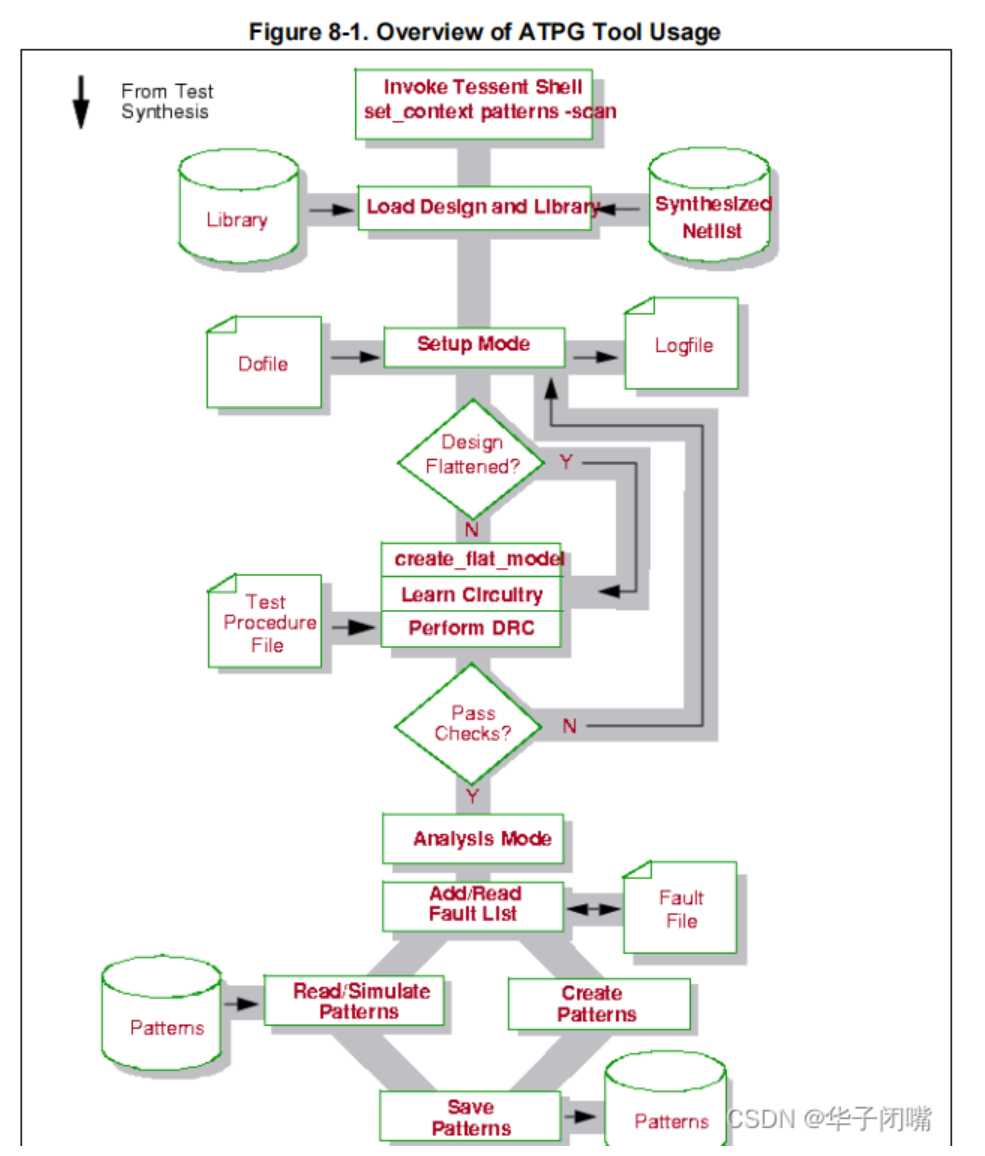 Figure 8-1. Overview of ATPG Tool Usage
From Test
Synthesis
Invoke Tessent Shell
set_context patterns -scan
Library
Load Design and Library
Synthesized
Netlist
Dofile
Setup Mode
Logfile
Design
Flattened?
Y
N
create_flat_model
Learn Circuitry
Perform DRC
Test
Procedure
File
Pass
Checks?
N
Y
Analysis Mode
Add/Read
Fault List
Fault
File
Patterns
Read/Simulate
Patterns
Create
Patterns
Save
Patterns
Patterns
CSDN @华子闭嘴